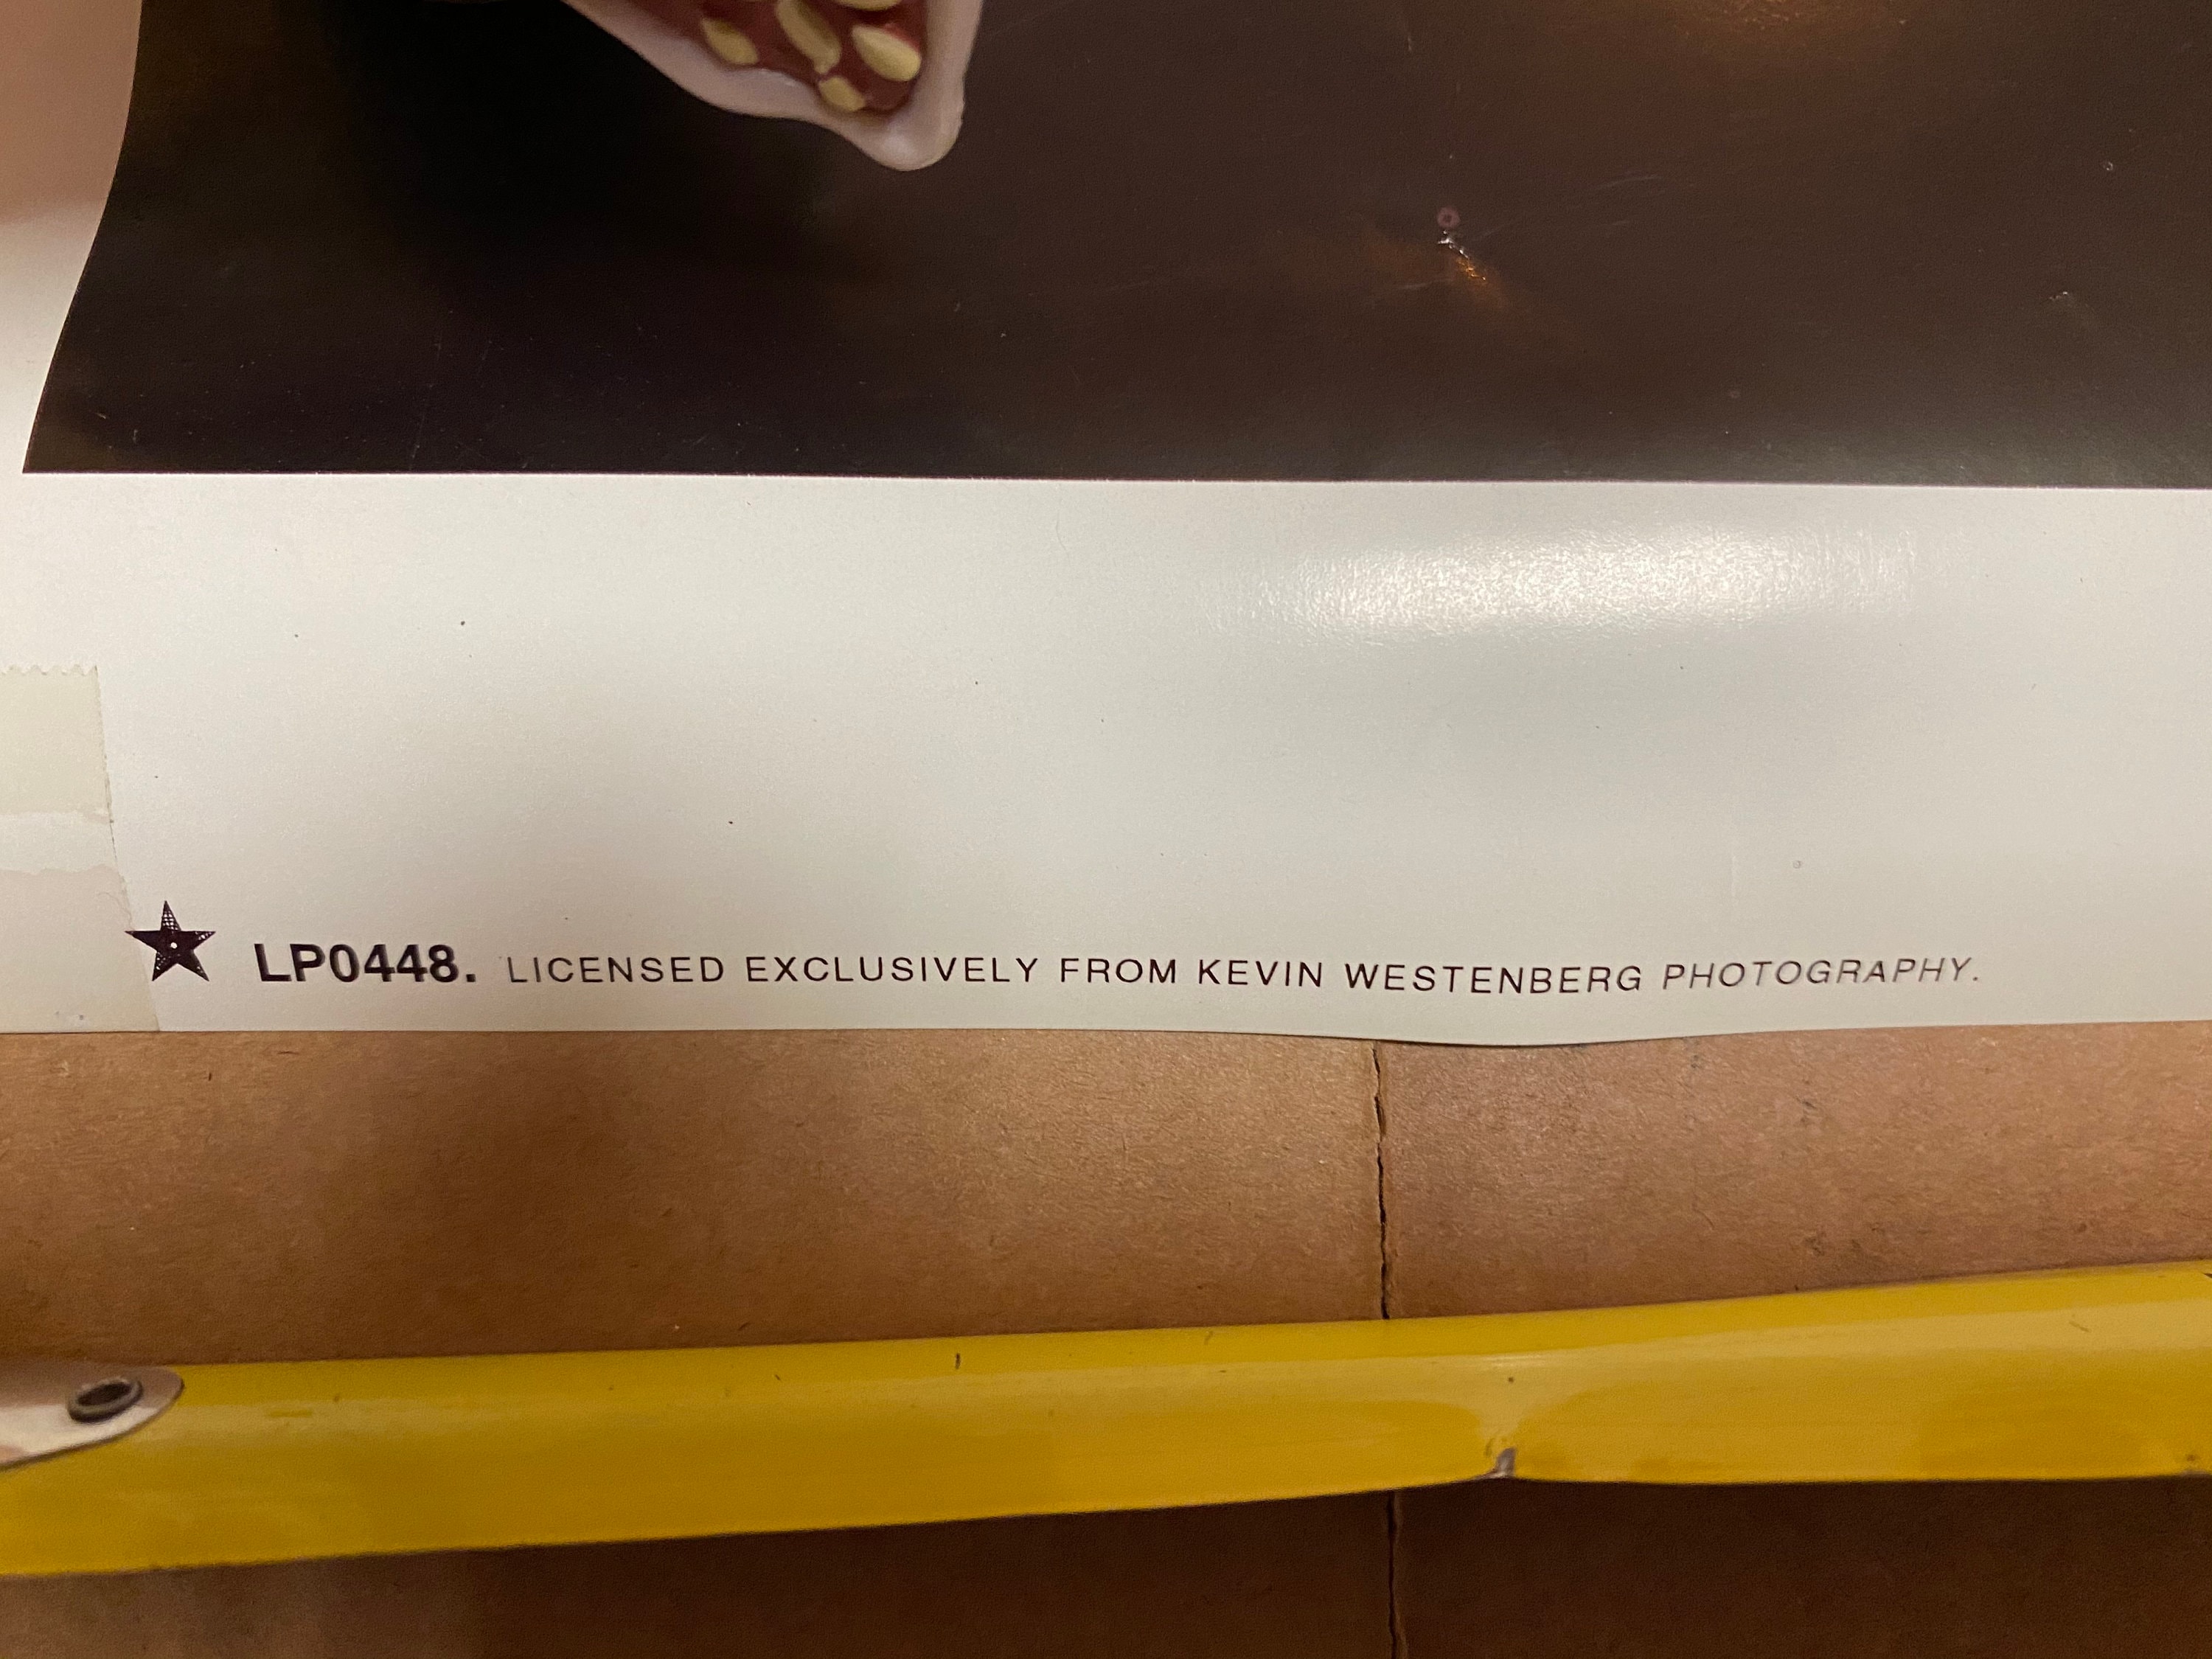 LP0448. LICENSED EXCLUSIVELY FROM KEVIN WESTENBERG PHOTOGRAPHY.